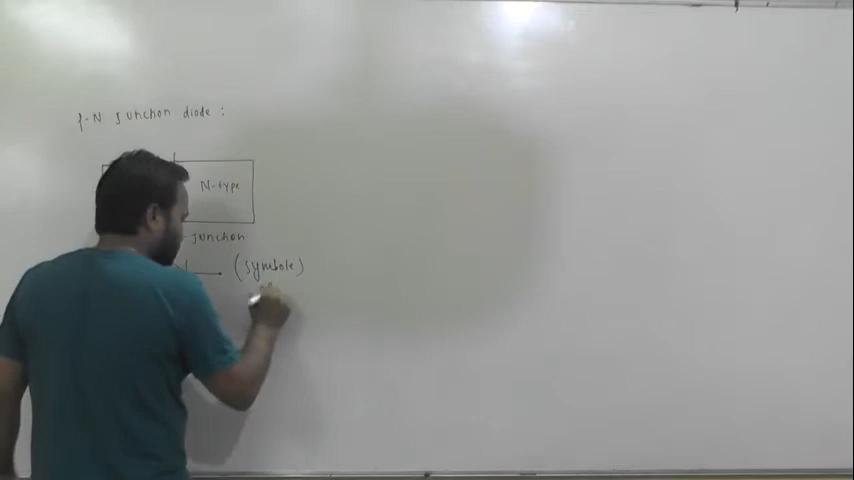 P-N Junction diode :
N-type
Junction
(Symbole)